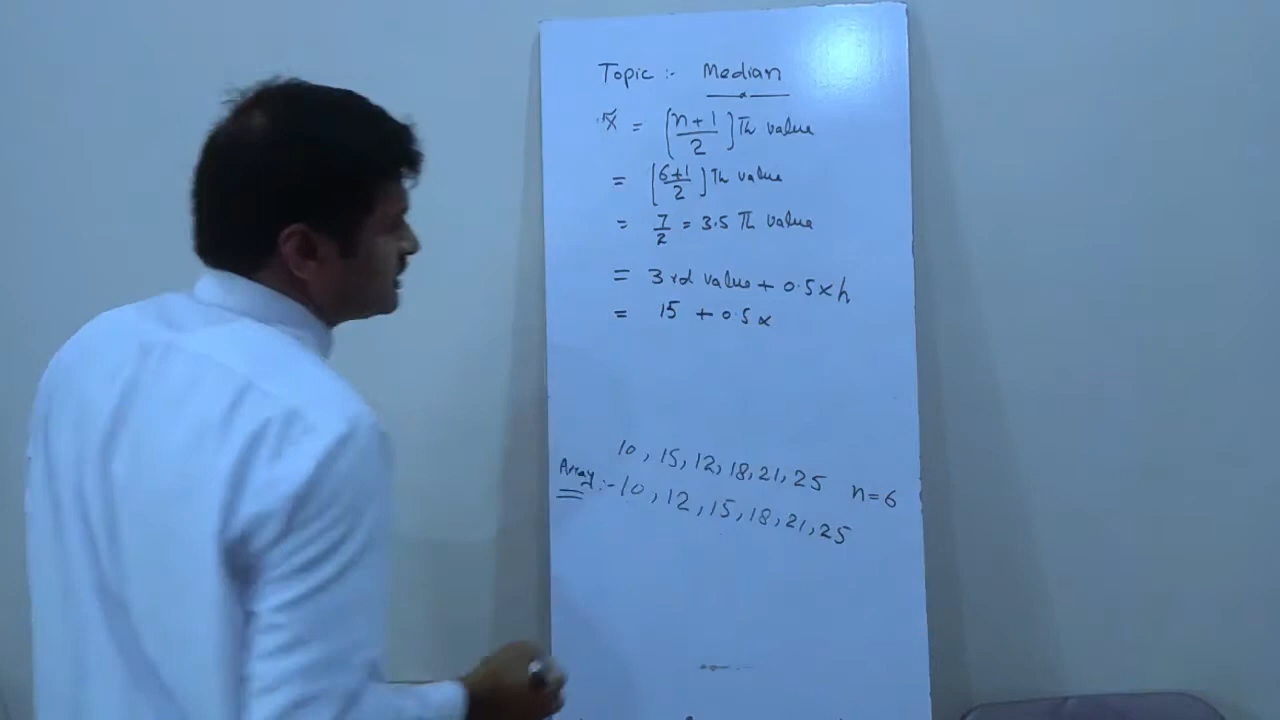 Topic :- Median
x̃ = [n+1/2] Th value
= [6+1/2] Th value
= 7/2 = 3.5 Th value
= 3rd value + 0.5 x h
= 15 + 0.5 x
10, 15, 12, 18, 21, 25 n=6
Array :- 10, 12, 15, 18, 21, 25